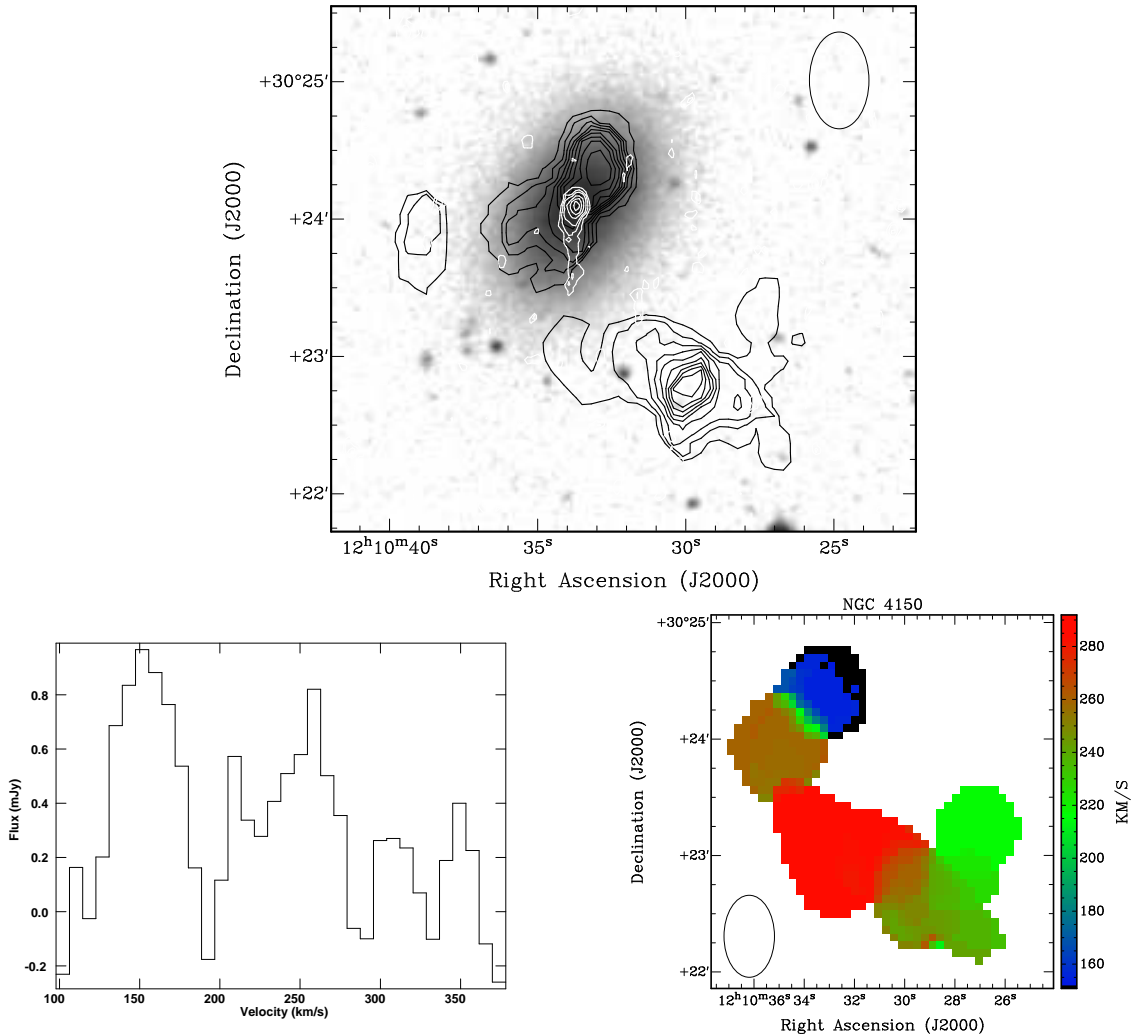 +30°25′
+24′
+23′
+22′
Declination (J2000)
12ʰ10ᵐ40ˢ 35ˢ 30ˢ 25ˢ
Right Ascension (J2000)
0.8
0.6
0.4
0.2
0.0
-0.2
Flux (mJy)
100 150 200 250 300 350
Velocity (km/s)
NGC 4150
+30°25′
+24′
+23′
+22′
Declination (J2000)
12ʰ10ᵐ36ˢ 34ˢ 32ˢ 30ˢ 28ˢ 26ˢ
Right Ascension (J2000)
280
260
240
220
200
180
160
KM/S